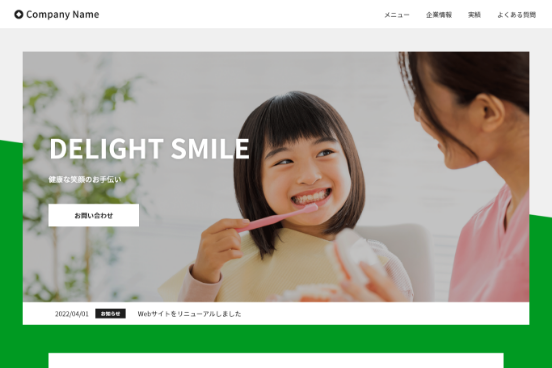 Company Name
メニュー
企業情報
実績
よくある質問
DELIGHT SMILE
健康な笑顔のお手伝い
お問い合わせ
2022/04/01 お知らせ Webサイトをリニューアルしました